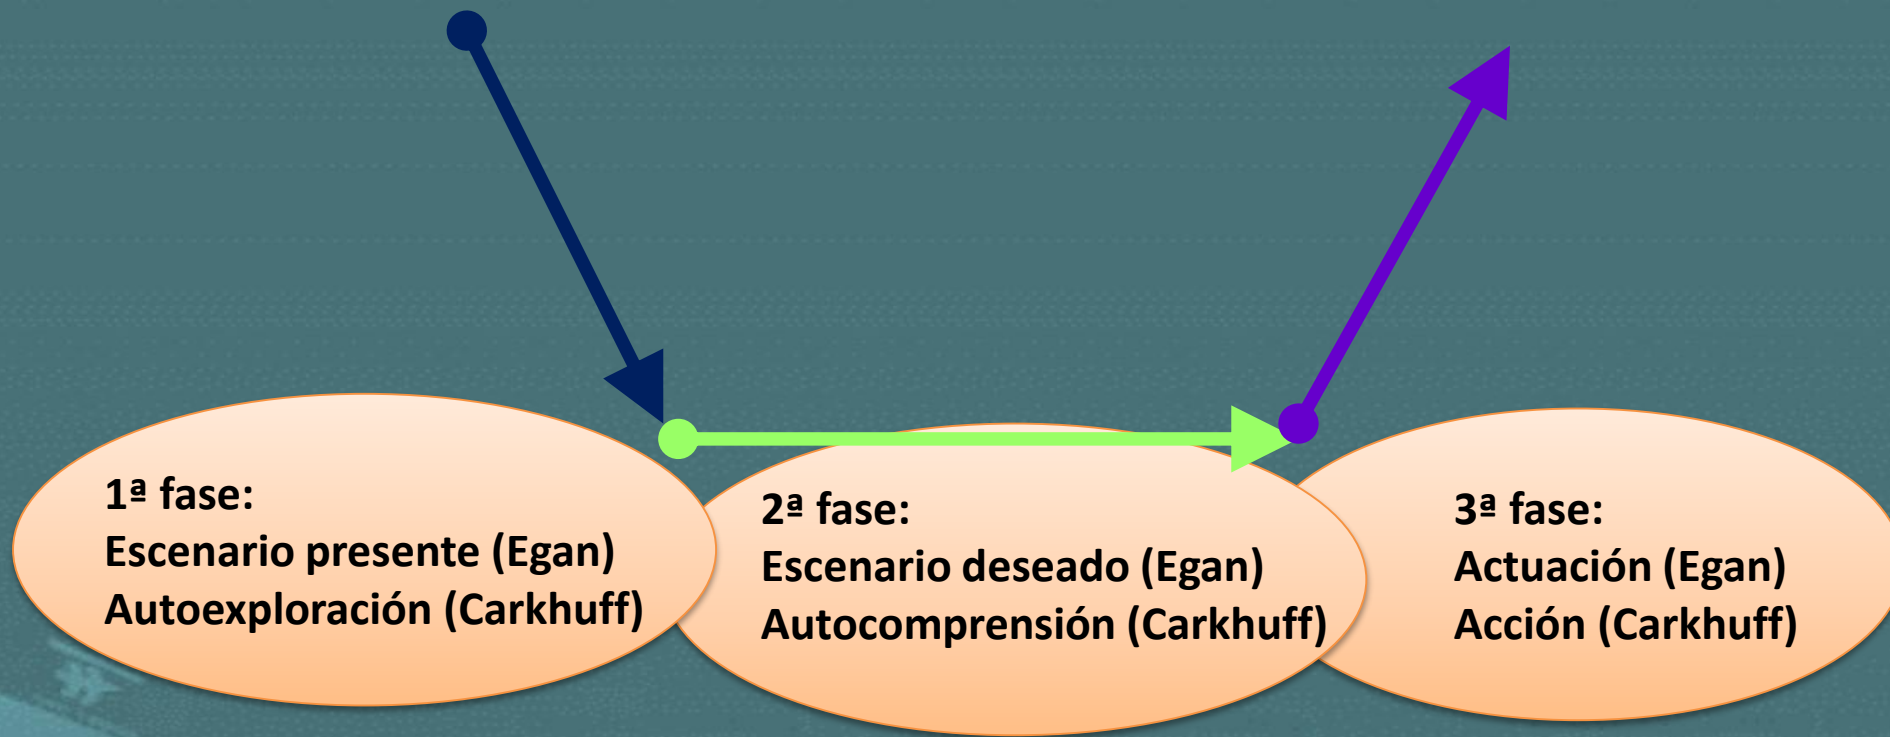 1ª fase:
Escenario presente (Egan)
Autoexploración (Carkhuff)
2ª fase:
Escenario deseado (Egan)
Autocomprensión (Carkhuff)
3ª fase:
Actuación (Egan)
Acción (Carkhuff)